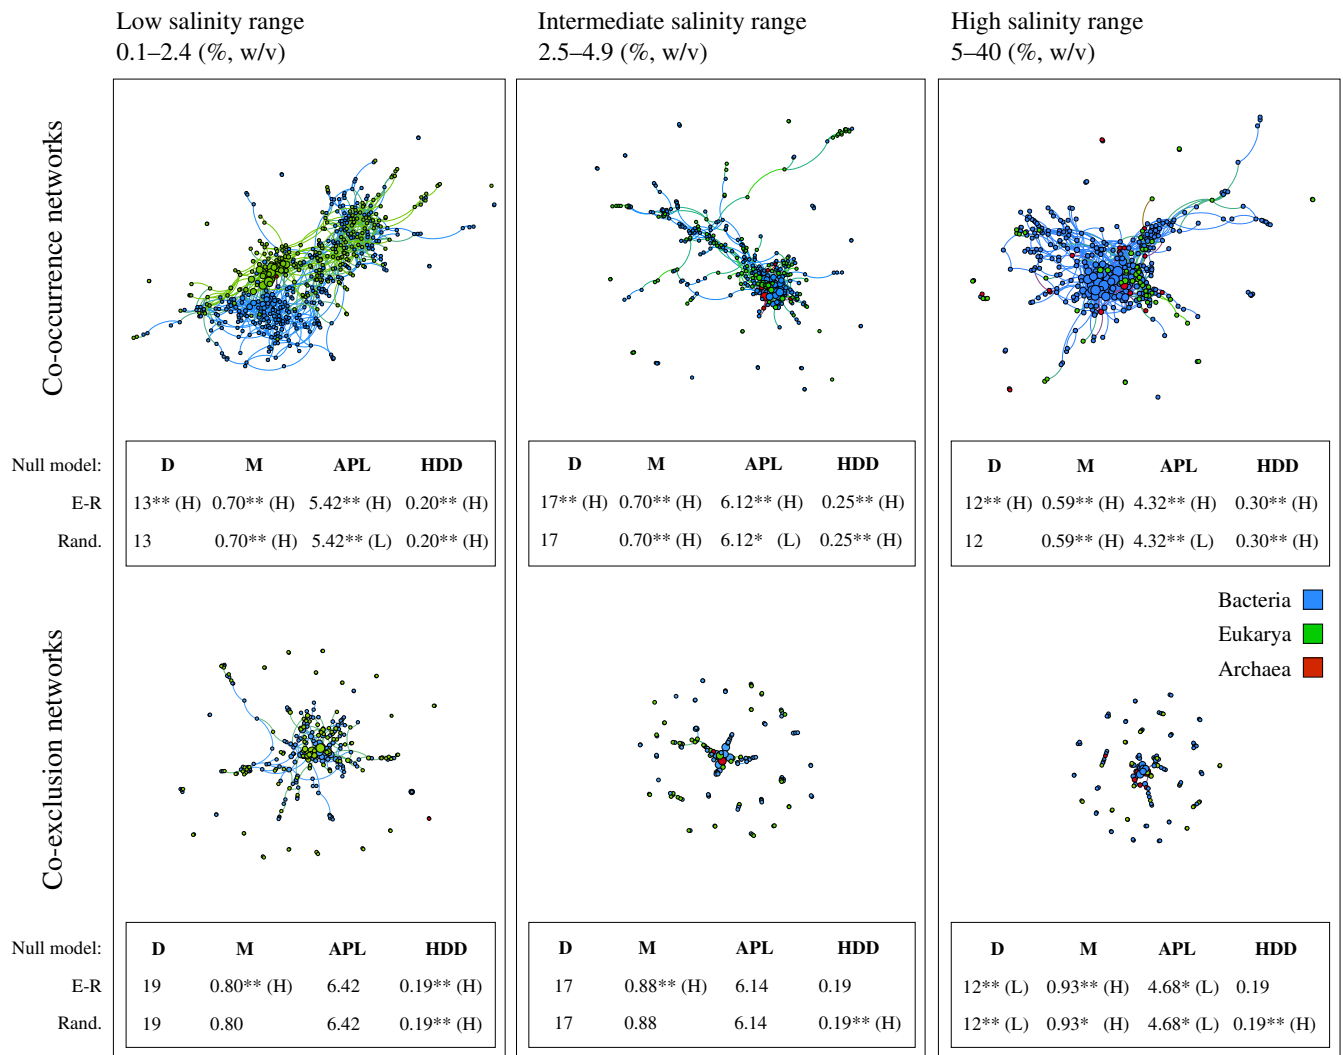 Low salinity range
0.1–2.4 (%, w/v)
Intermediate salinity range
2.5–4.9 (%, w/v)
High salinity range
5–40 (%, w/v)
Co-occurrence networks
Null model:
E-R
Rand.
D M APL HDD
13** (H) 0.70** (H) 5.42** (H) 0.20** (H)
13 0.70** (H) 5.42** (L) 0.20** (H)
D M APL HDD
17** (H) 0.70** (H) 6.12** (H) 0.25** (H)
17 0.70** (H) 6.12* (L) 0.25** (H)
D M APL HDD
12** (H) 0.59** (H) 4.32** (H) 0.30** (H)
12 0.59** (H) 4.32** (L) 0.30** (H)
Bacteria
Eukarya
Archaea
Co-exclusion networks
Null model:
E-R
Rand.
D M APL HDD
19 0.80** (H) 6.42 0.19** (H)
19 0.80 6.42 0.19** (H)
D M APL HDD
17 0.88** (H) 6.14 0.19
17 0.88 6.14 0.19** (H)
D M APL HDD
12** (L) 0.93** (H) 4.68* (L) 0.19
12** (L) 0.93* (H) 4.68* (L) 0.19** (H)